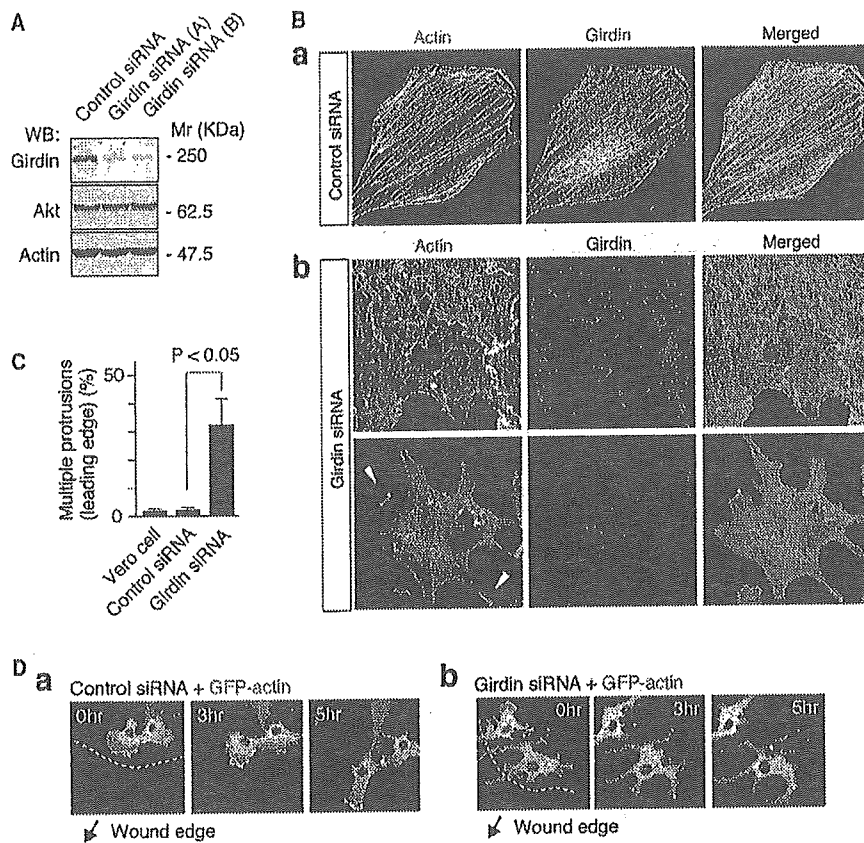 A
Control siRNA
Girdin siRNA (A)
Girdin siRNA (B)
WB:
Mr (KDa)
Girdin
- 250
Akt
- 62.5
Actin
- 47.5
B
a
Actin
Girdin
Merged
Control siRNA
b
Actin
Girdin
Merged
Girdin siRNA
C
P < 0.05
50
0
Multiple protrusions
(leading edge) (%)
Vero cell
Control siRNA
Girdin siRNA
D
a
Control siRNA + GFP-actin
0hr
3hr
5hr
Wound edge
b
Girdin siRNA + GFP-actin
0hr
3hr
5hr
Wound edge